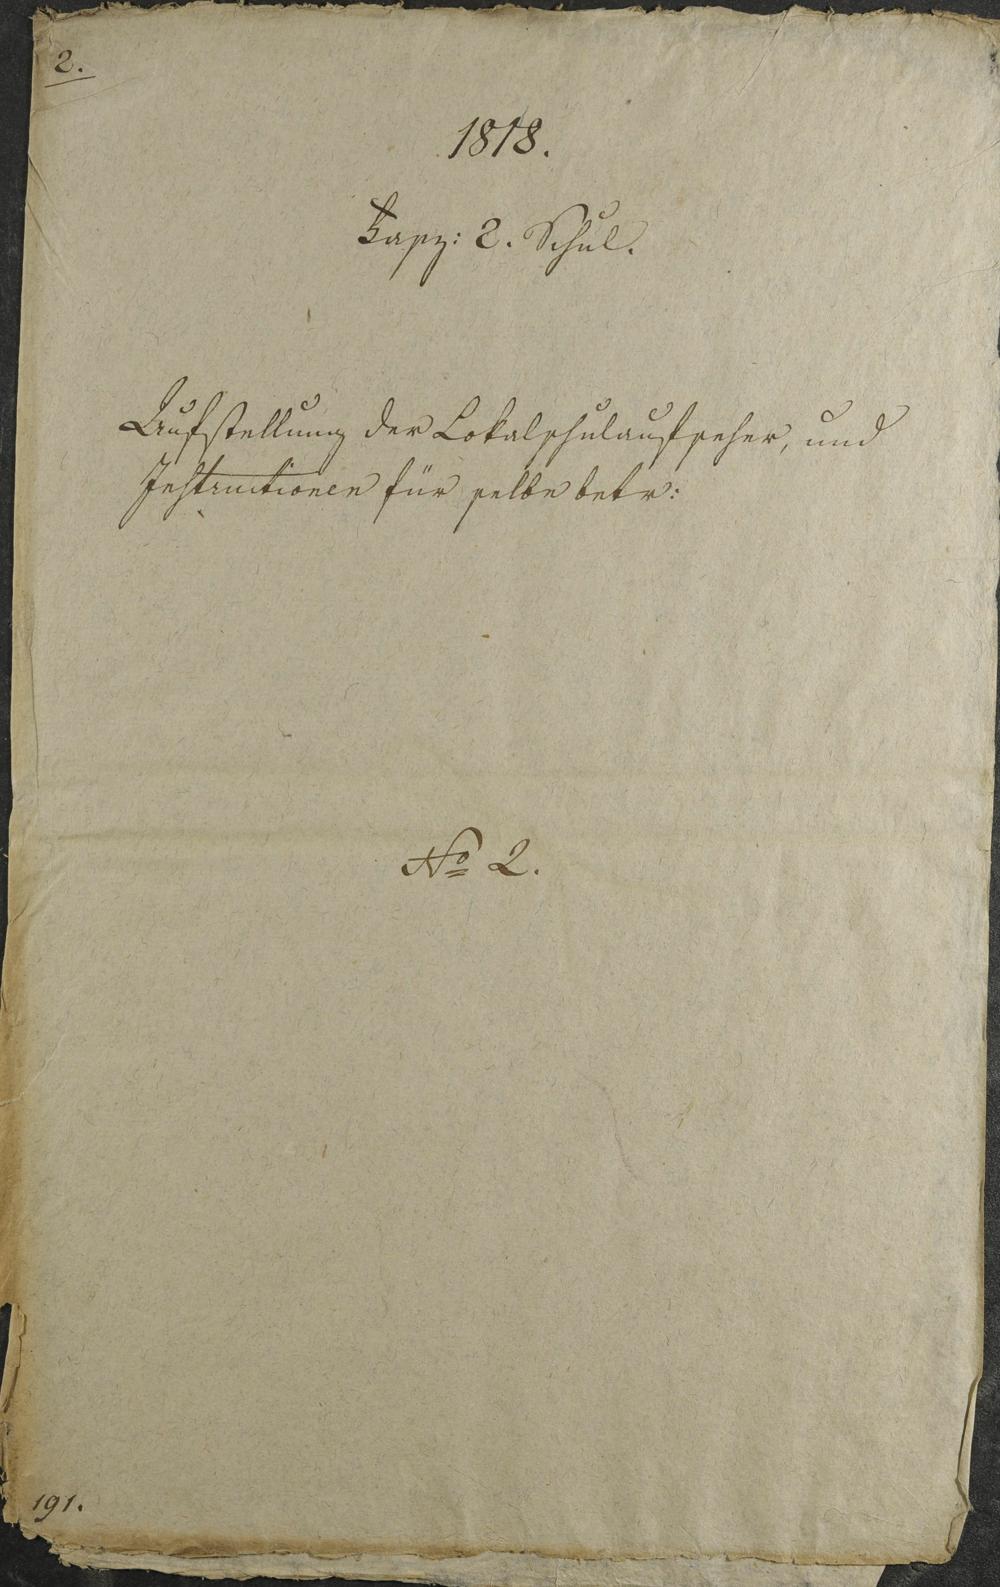 2.
1818.
Fasz: 2. Schul.
Aufstellung der Lokalschulaufseher, und
Instructionen für selbe betr:
No 2.
191.